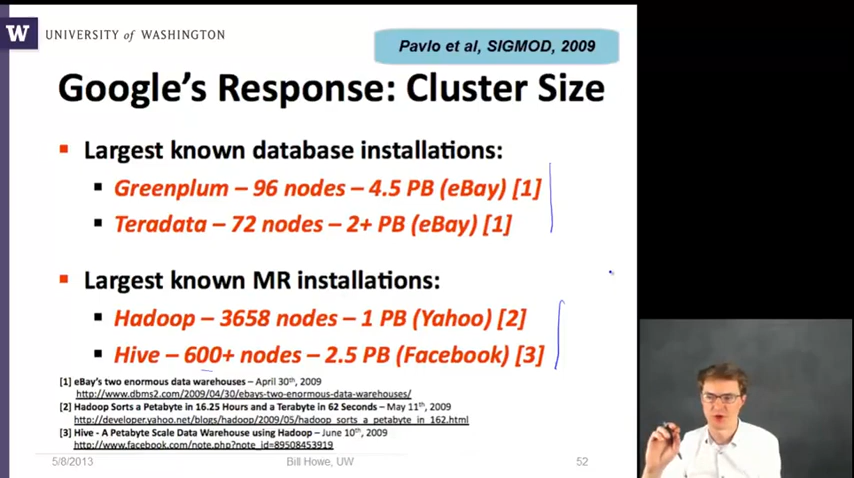 W UNIVERSITY of WASHINGTON
Pavlo et al, SIGMOD, 2009
Google's Response: Cluster Size
Largest known database installations:
Greenplum – 96 nodes – 4.5 PB (eBay) [1]
Teradata – 72 nodes – 2+ PB (eBay) [1]
Largest known MR installations:
Hadoop – 3658 nodes – 1 PB (Yahoo) [2]
Hive – 600+ nodes – 2.5 PB (Facebook) [3]
[1] eBay's two enormous data warehouses – April 30th, 2009
http://www.dbms2.com/2009/04/30/ebays-two-enormous-data-warehouses/
[2] Hadoop Sorts a Petabyte in 16.25 Hours and a Terabyte in 62 Seconds – May 11th, 2009
http://developer.yahoo.net/blogs/hadoop/2009/05/hadoop_sorts_a_petabyte_in_162.html
[3] Hive - A Petabyte Scale Data Warehouse using Hadoop – June 10th, 2009
http://www.facebook.com/note.php?note_id=89508453919
5/8/2013 Bill Howe, UW 52